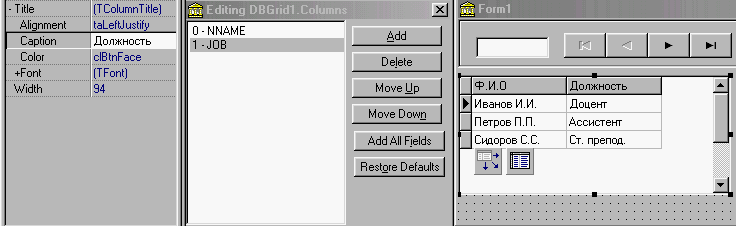 - Title (TColumnTitle)
Alignment taLeftJustify
Caption Должность
Color clBtnFace
+Font (TFont)
Width 94
Editing DBGrid1.Columns
0 - NNAME
1 - JOB
Add
Delete
Move Up
Move Down
Add All Fields
Restore Defaults
Form1
Ф.И.О Должность
Иванов И.И. Доцент
Петров П.П. Ассистент
Сидоров С.С. Ст. препод.